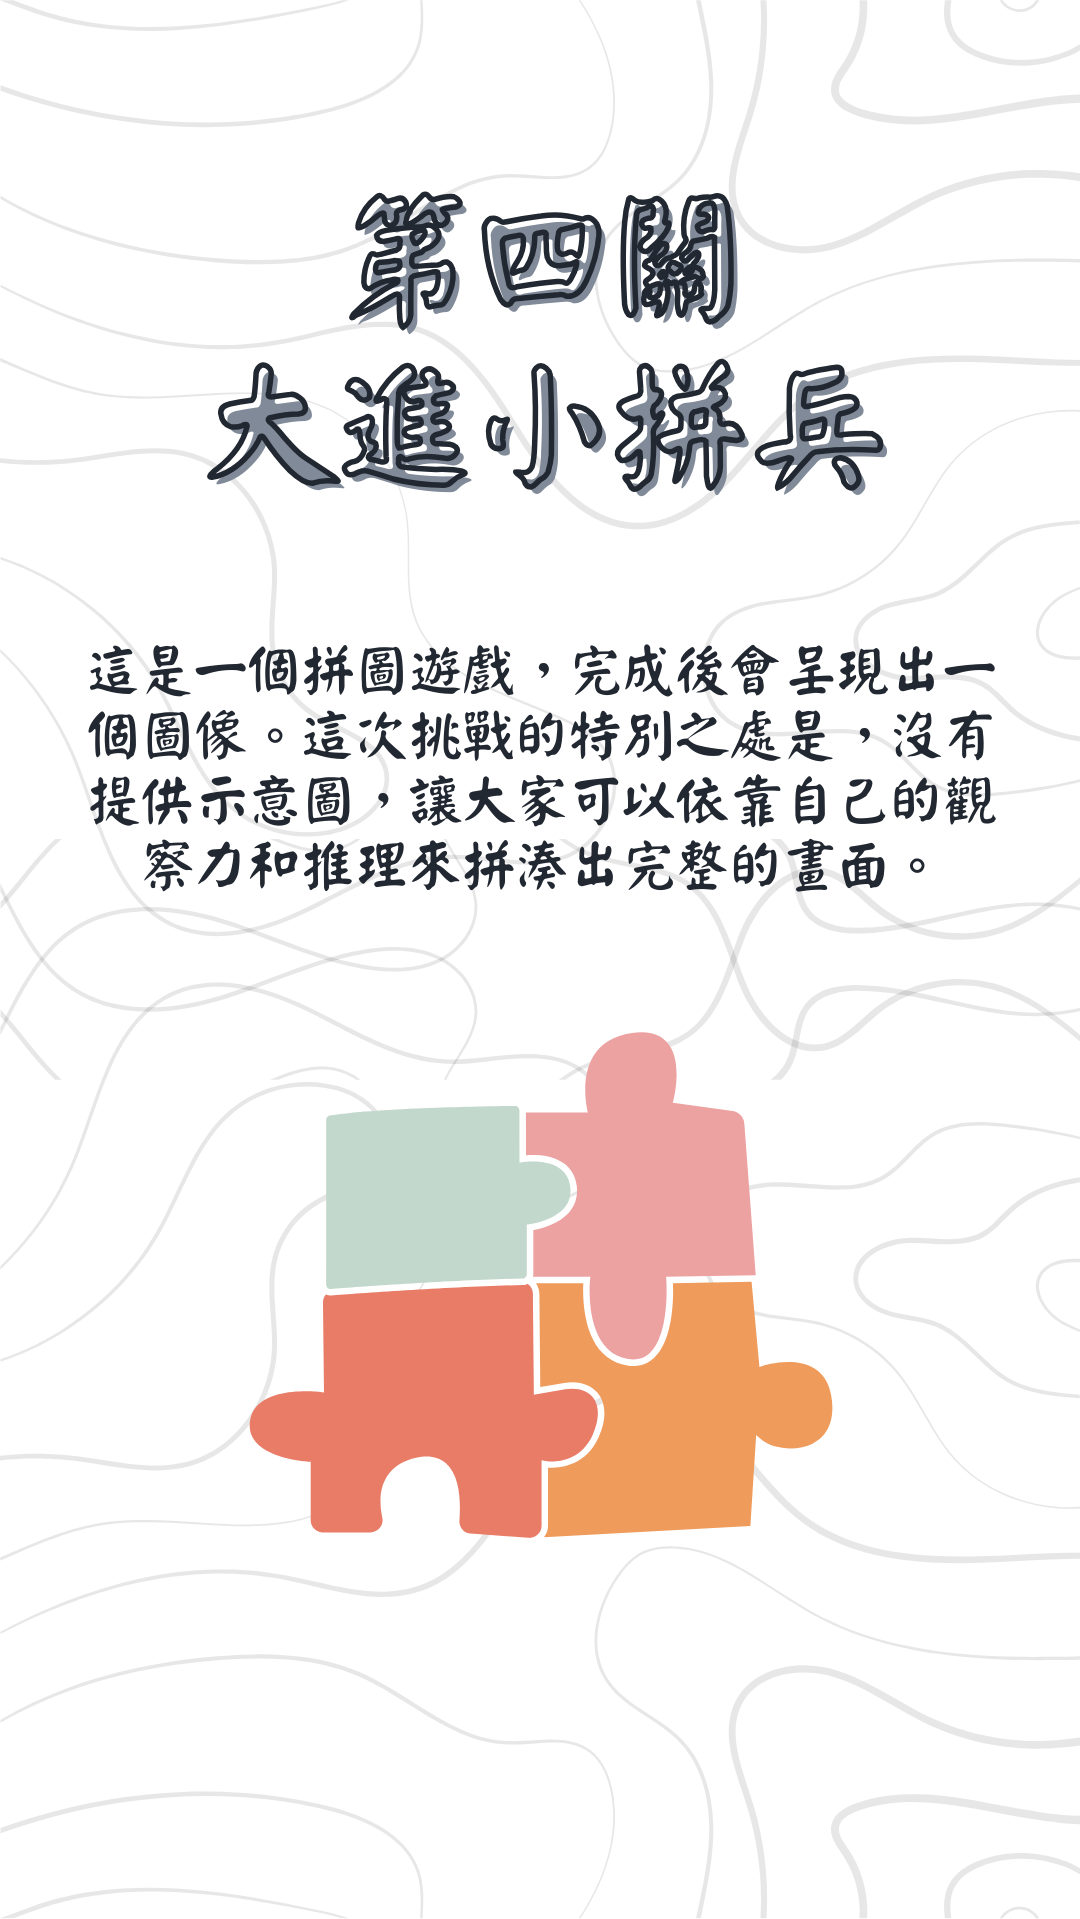 第四關
大進小拼兵
這是一個拼圖遊戲，完成後會呈現出一
個圖像。這次挑戰的特別之處是，沒有
提供示意圖，讓大家可以依靠自己的觀
察力和推理來拼湊出完整的畫面。